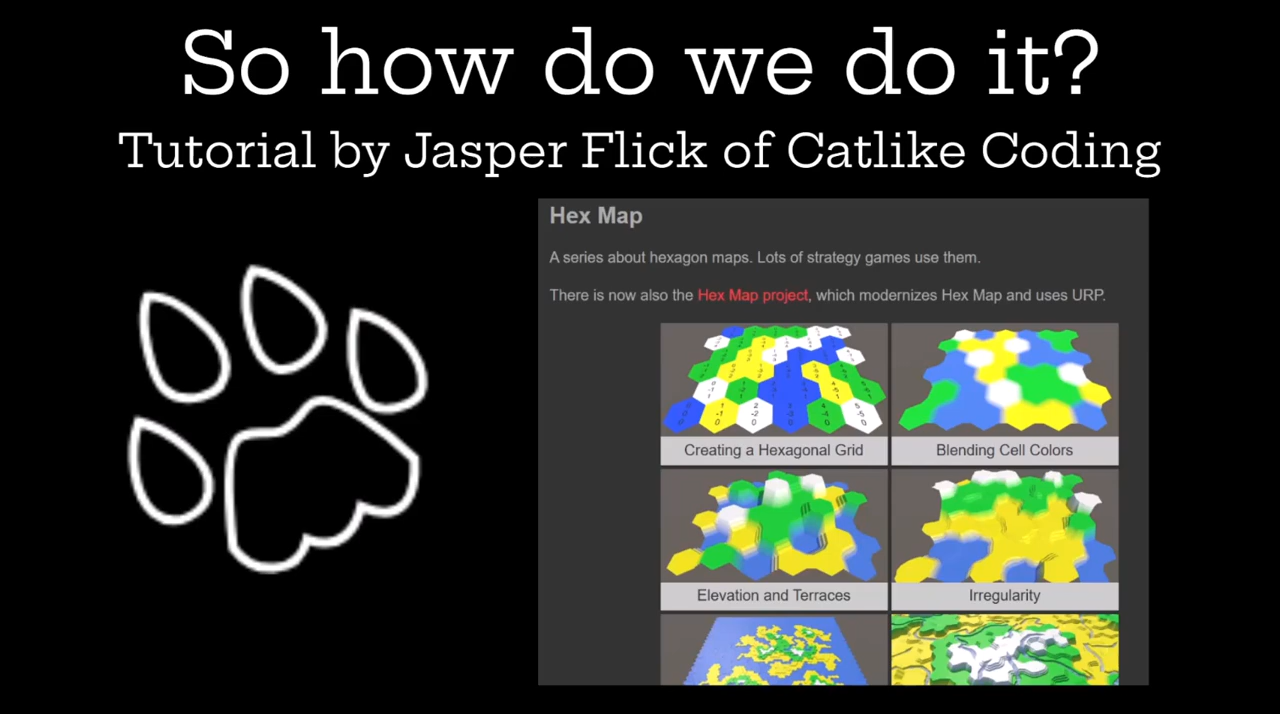 So how do we do it?
Tutorial by Jasper Flick of Catlike Coding
Hex Map
A series about hexagon maps. Lots of strategy games use them.
There is now also the Hex Map project, which modernizes Hex Map and uses URP.
Creating a Hexagonal Grid
Blending Cell Colors
Elevation and Terraces
Irregularity